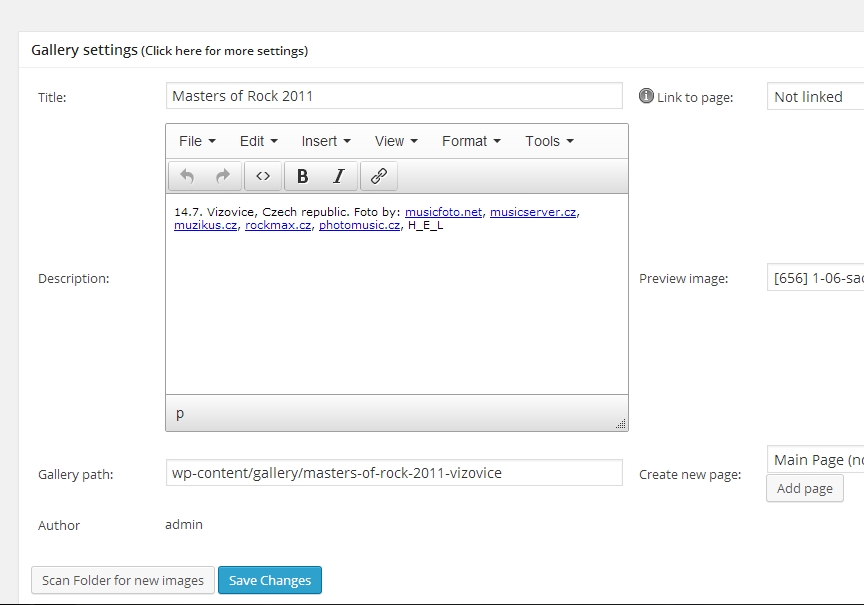 Gallery settings (Click here for more settings)
Title: Masters of Rock 2011 Link to page: Not linked
File Edit Insert View Format Tools
<> B I
14.7. Vizovice, Czech republic. Foto by: musicfoto.net, musicserver.cz,
muzikus.cz, rockmax.cz, photomusic.cz, H_E_L
Description: Preview image: [656] 1-06-sac
p
Gallery path: wp-content/gallery/masters-of-rock-2011-vizovice Create new page: Main Page (no
Add page
Author admin
Scan Folder for new images Save Changes